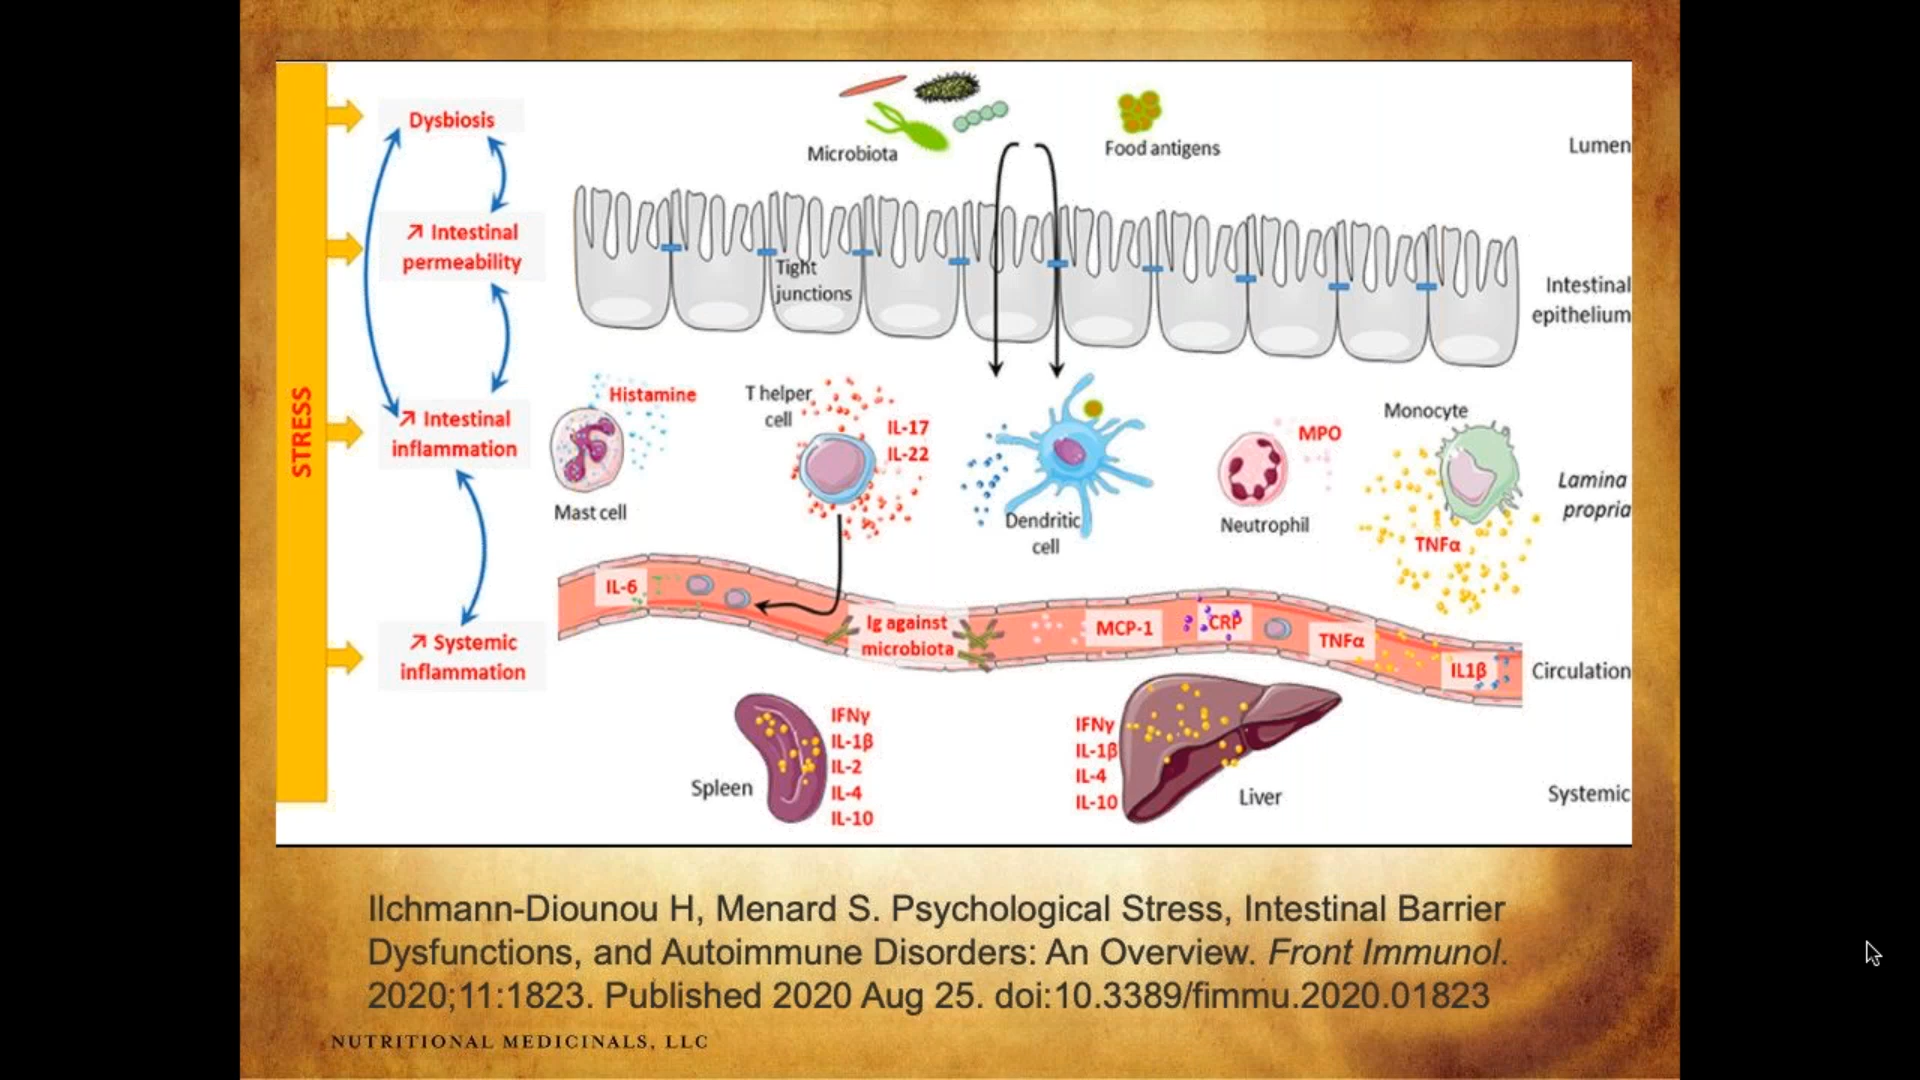 STRESS
Dysbiosis
↗ Intestinal
permeability
↗ Intestinal
inflammation
↗ Systemic
inflammation
Microbiota
Food antigens
Lumen
Tight
junctions
Intestinal
epithelium
Histamine
Mast cell
T helper
cell
IL-17
IL-22
Dendritic
cell
MPO
Neutrophil
Monocyte
TNFα
Lamina
propria
IL-6
Ig against
microbiota
MCP-1
CRP
TNFα
IL1β
Circulation
Spleen
IFNγ
IL-1β
IL-2
IL-4
IL-10
IFNγ
IL-1β
IL-4
IL-10
Liver
Systemic
Ilchmann-Diounou H, Menard S. Psychological Stress, Intestinal Barrier
Dysfunctions, and Autoimmune Disorders: An Overview. Front Immunol.
2020;11:1823. Published 2020 Aug 25. doi:10.3389/fimmu.2020.01823
NUTRITIONAL MEDICINALS, LLC